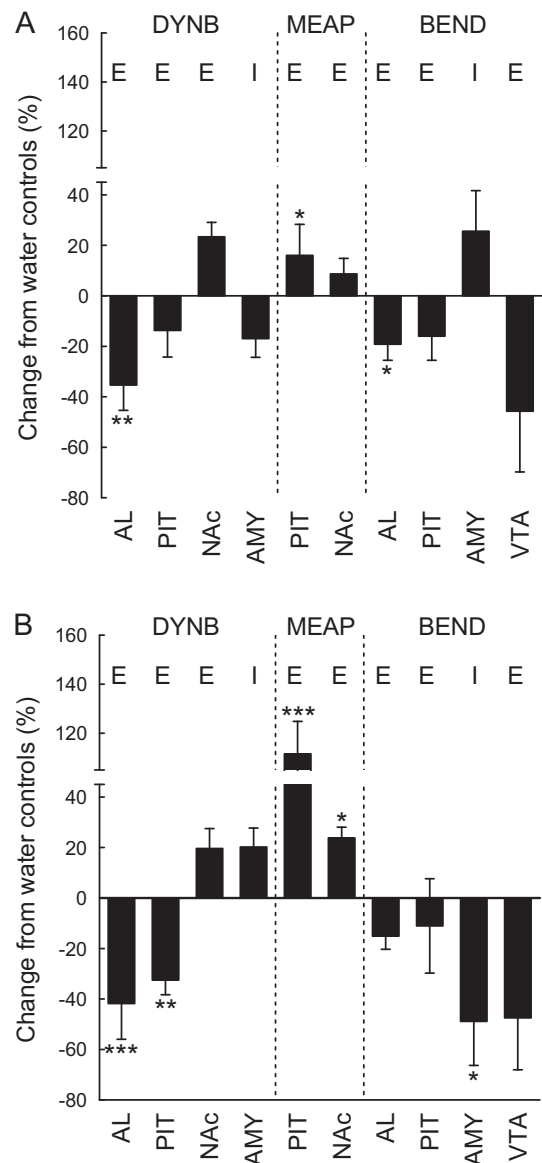 A
DYNB MEAP BEND
E E E I E E E E I E
Change from water controls (%)
160
140
120
40
20
0
-20
-40
-60
-80
*
**
*
AL PIT NAc AMY PIT NAc AL PIT AMY VTA
B
DYNB MEAP BEND
E E E I E E E E I E
Change from water controls (%)
160
140
120
40
20
0
-20
-40
-60
-80
***
*
**
***
*
AL PIT NAc AMY PIT NAc AL PIT AMY VTA